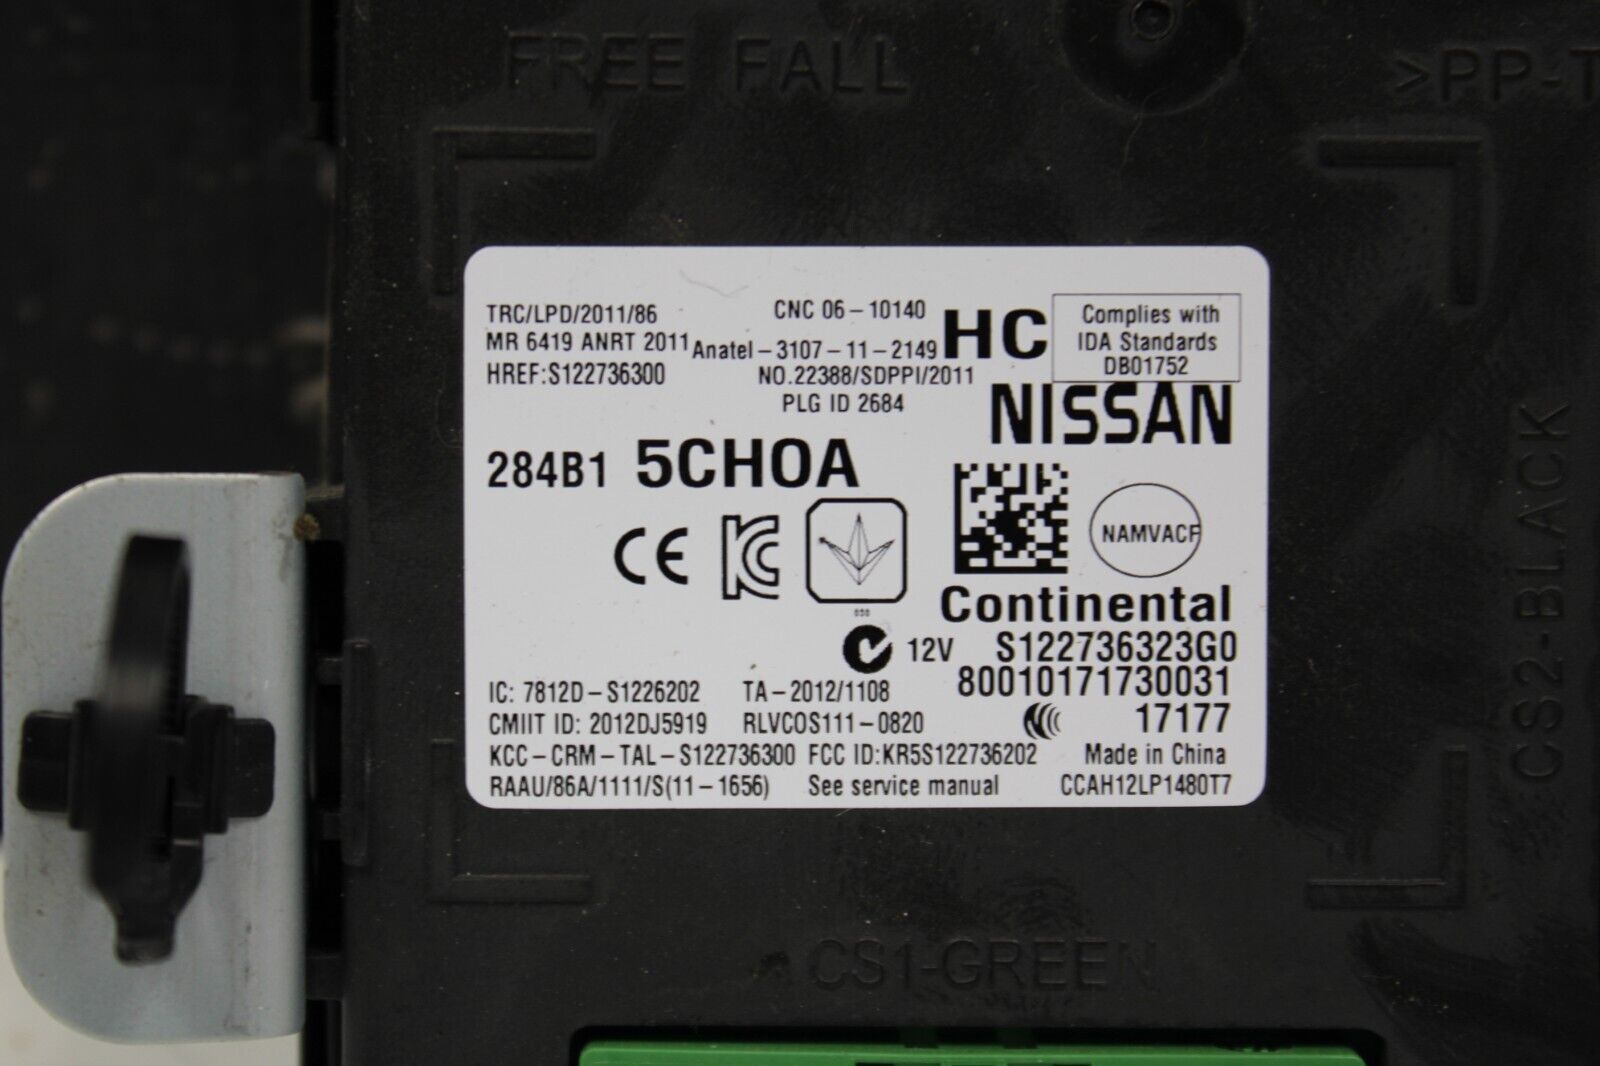 FREE FALL
>PP-T
TRC/LPD/2011/86
MR 6419 ANRT 2011
HREF:S122736300
CNC 06-10140
Anatel-3107-11-2149
NO.22388/SDPPI/2011
PLG ID 2684
HC
Complies with
IDA Standards
DB01752
NISSAN
284B1 5CH0A
CE
KC
NAMVACF
Continental
12V S122736323G0
80010171730031
17177
IC: 7812D-S1226202 TA-2012/1108
CMIIT ID: 2012DJ5919 RLVCOS111-0820
KCC-CRM-TAL-S122736300 FCC ID:KR5S122736202 Made in China
RAAU/86A/1111/S(11-1656) See service manual CCAH12LP1480T7
CS2-BLACK
CS1-GREEN